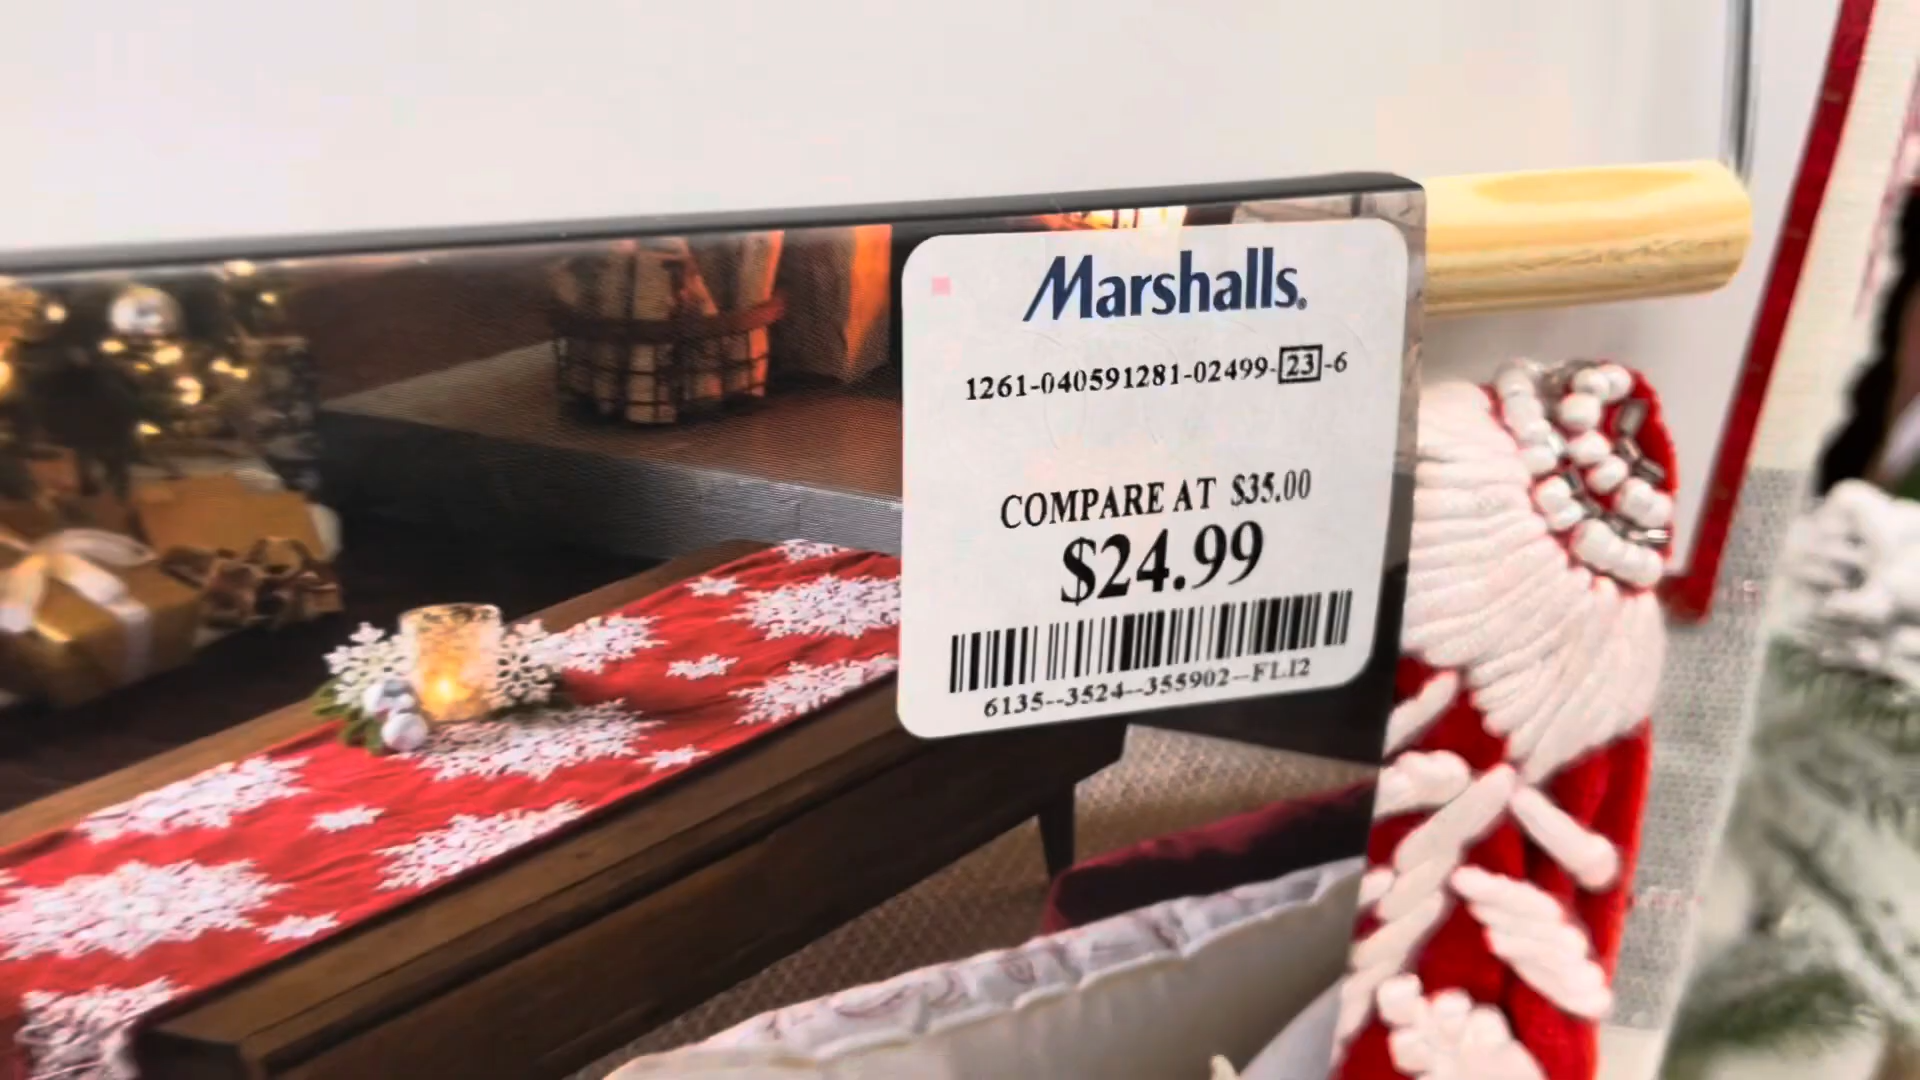 Marshalls.
1261-040591281-02499-23-6
COMPARE AT $35.00
$24.99
6135--3524--355902--FL12